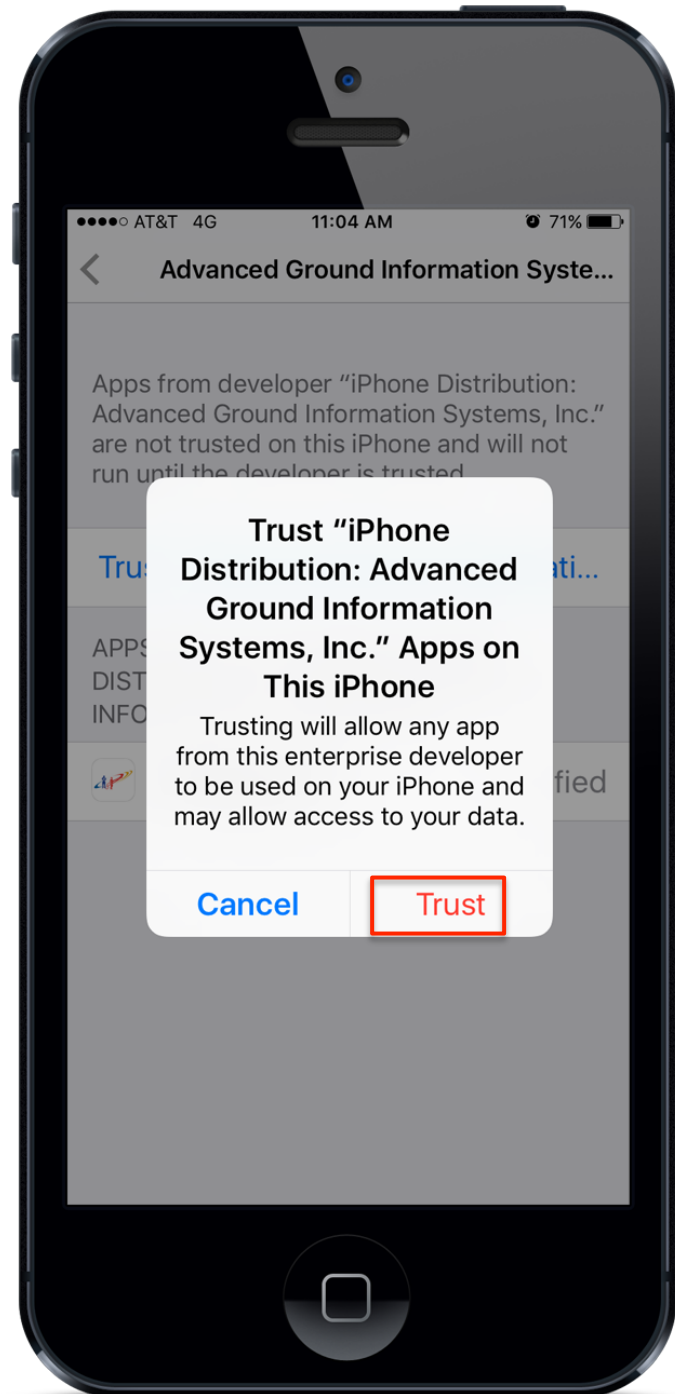 AT&T 4G 11:04 AM 71%
Advanced Ground Information Syste...
Apps from developer “iPhone Distribution:
Advanced Ground Information Systems, Inc.”
are not trusted on this iPhone and will not
run until the developer is trusted
Trust “iPhone
Distribution: Advanced
Ground Information
Systems, Inc.” Apps on
This iPhone
Trusting will allow any app
from this enterprise developer
to be used on your iPhone and
may allow access to your data.
Cancel Trust